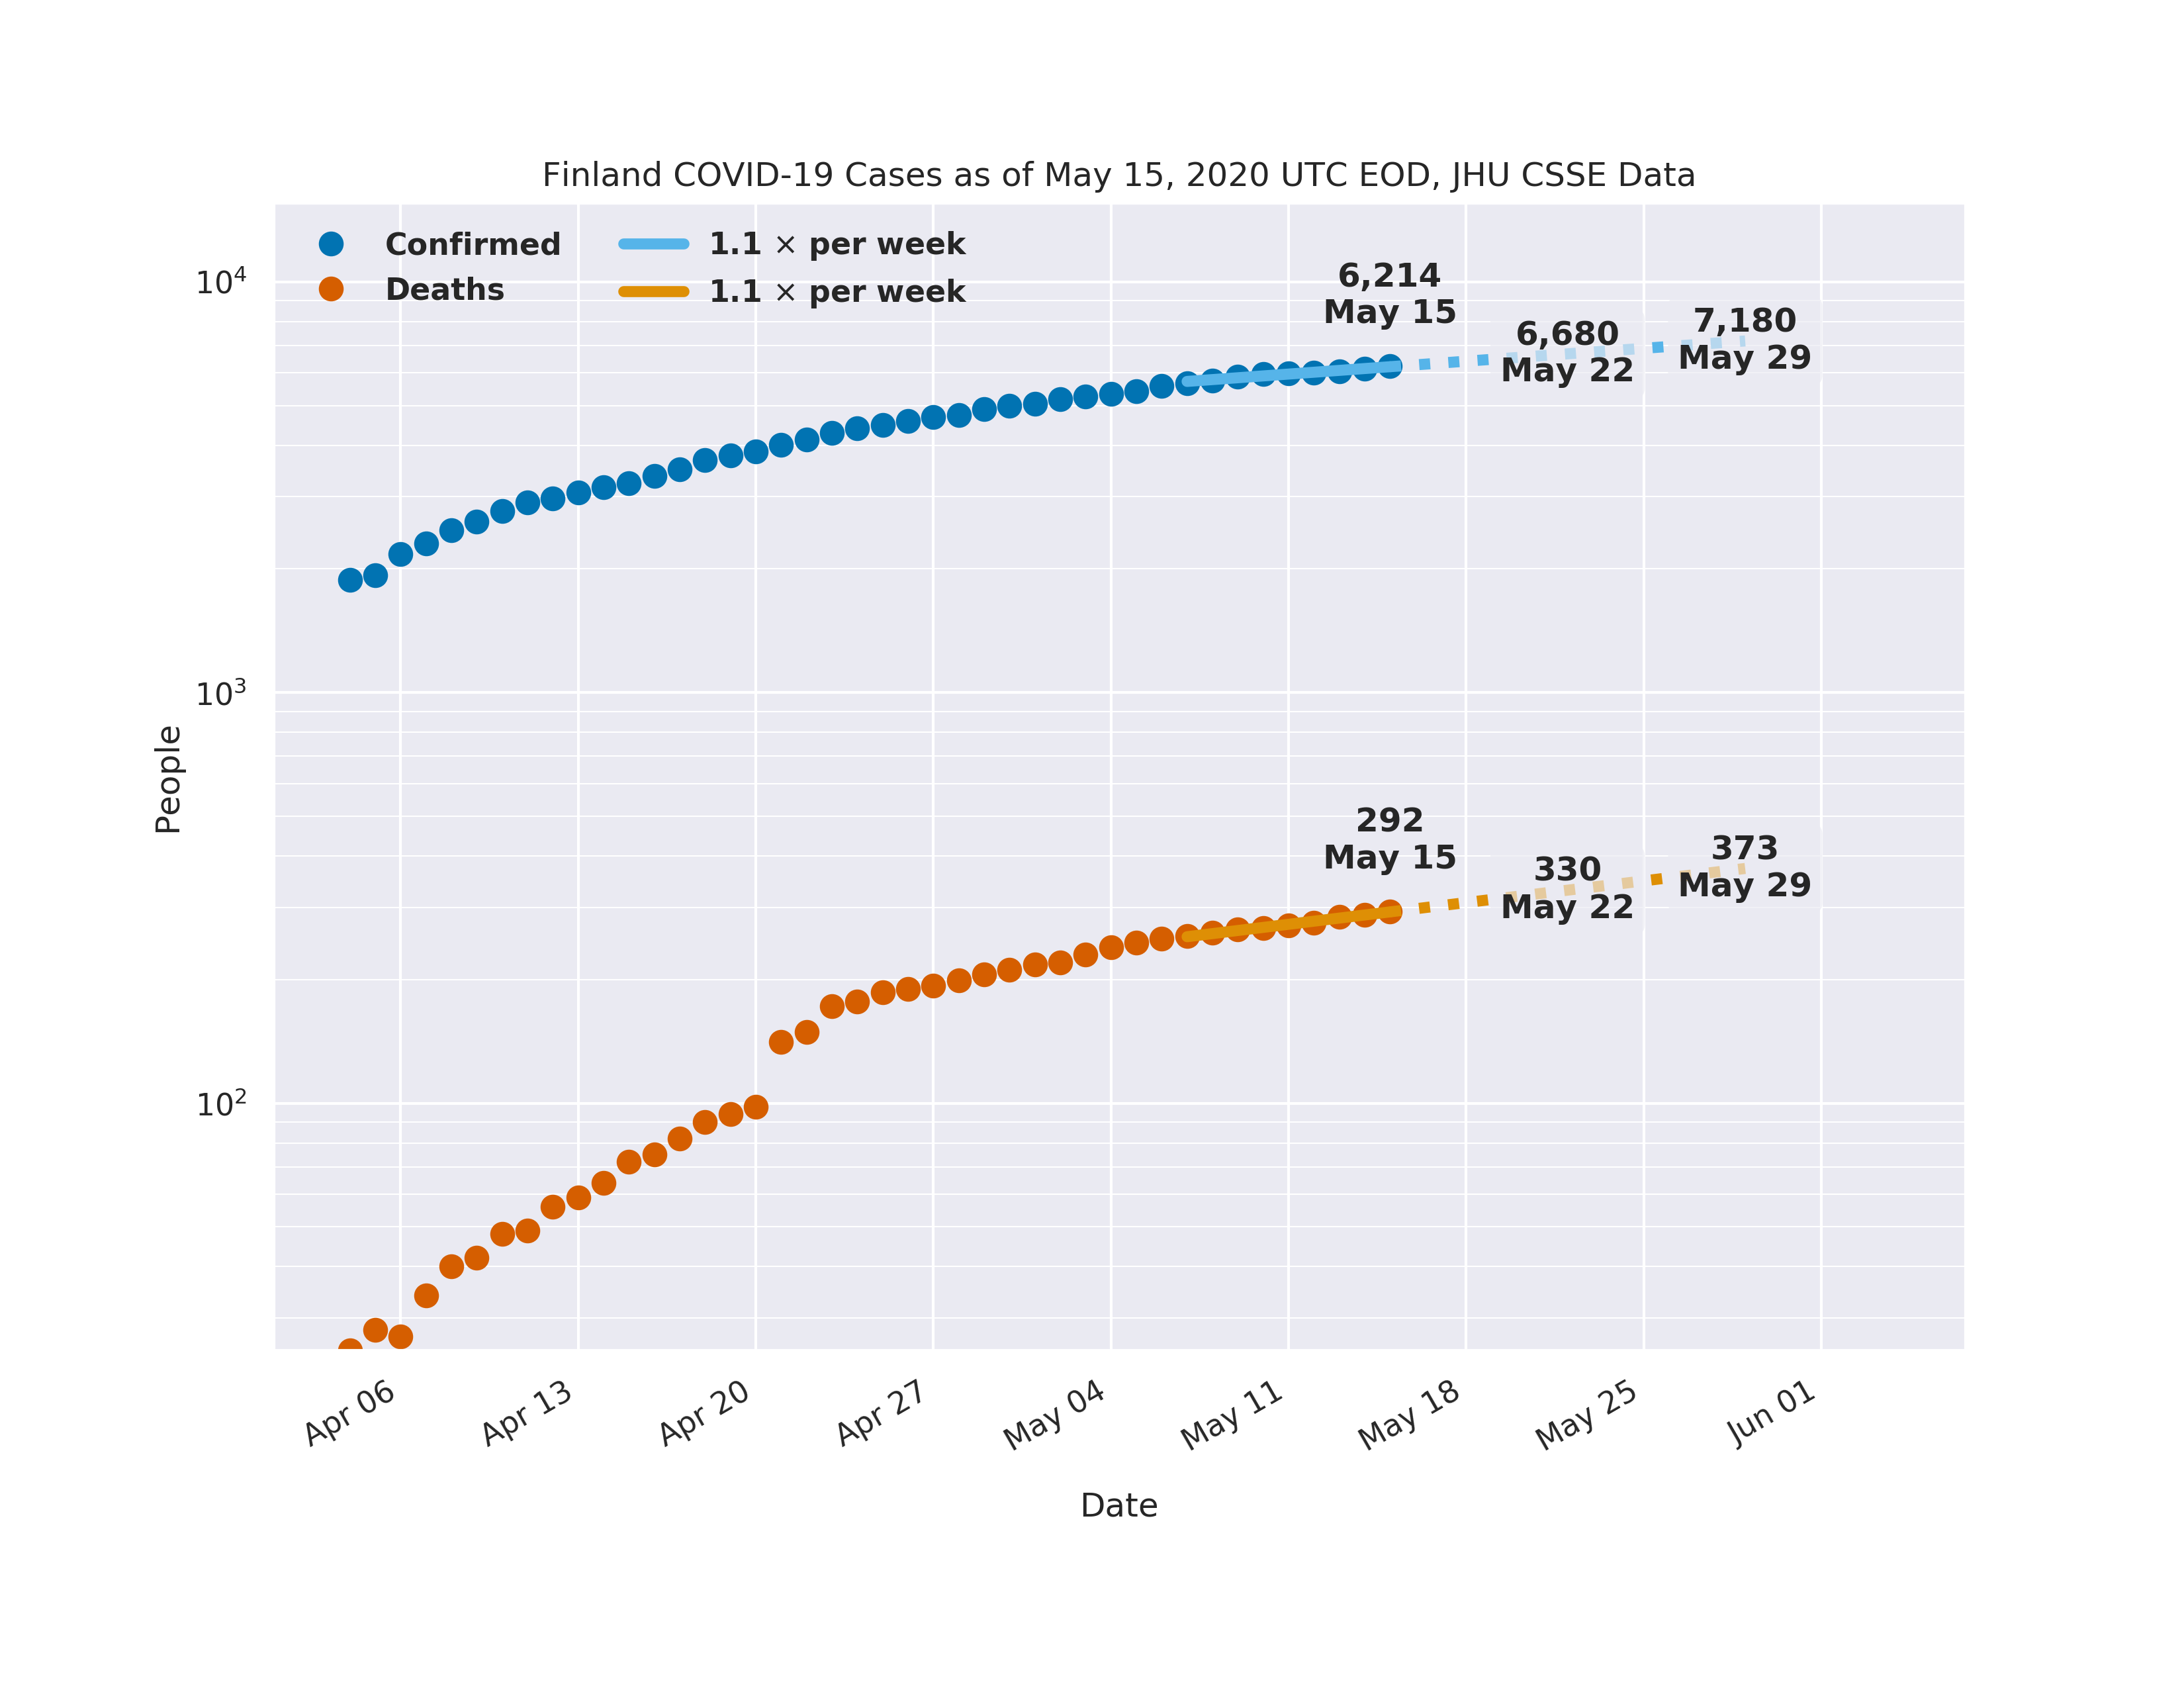 Finland COVID-19 Cases as of May 15, 2020 UTC EOD, JHU CSSE Data
Confirmed
Deaths
1.1 × per week
1.1 × per week
6,214
May 15
6,680
May 22
7,180
May 29
292
May 15
330
May 22
373
May 29
10⁴
10³
10²
People
Apr 06
Apr 13
Apr 20
Apr 27
May 04
May 11
May 18
May 25
Jun 01
Date